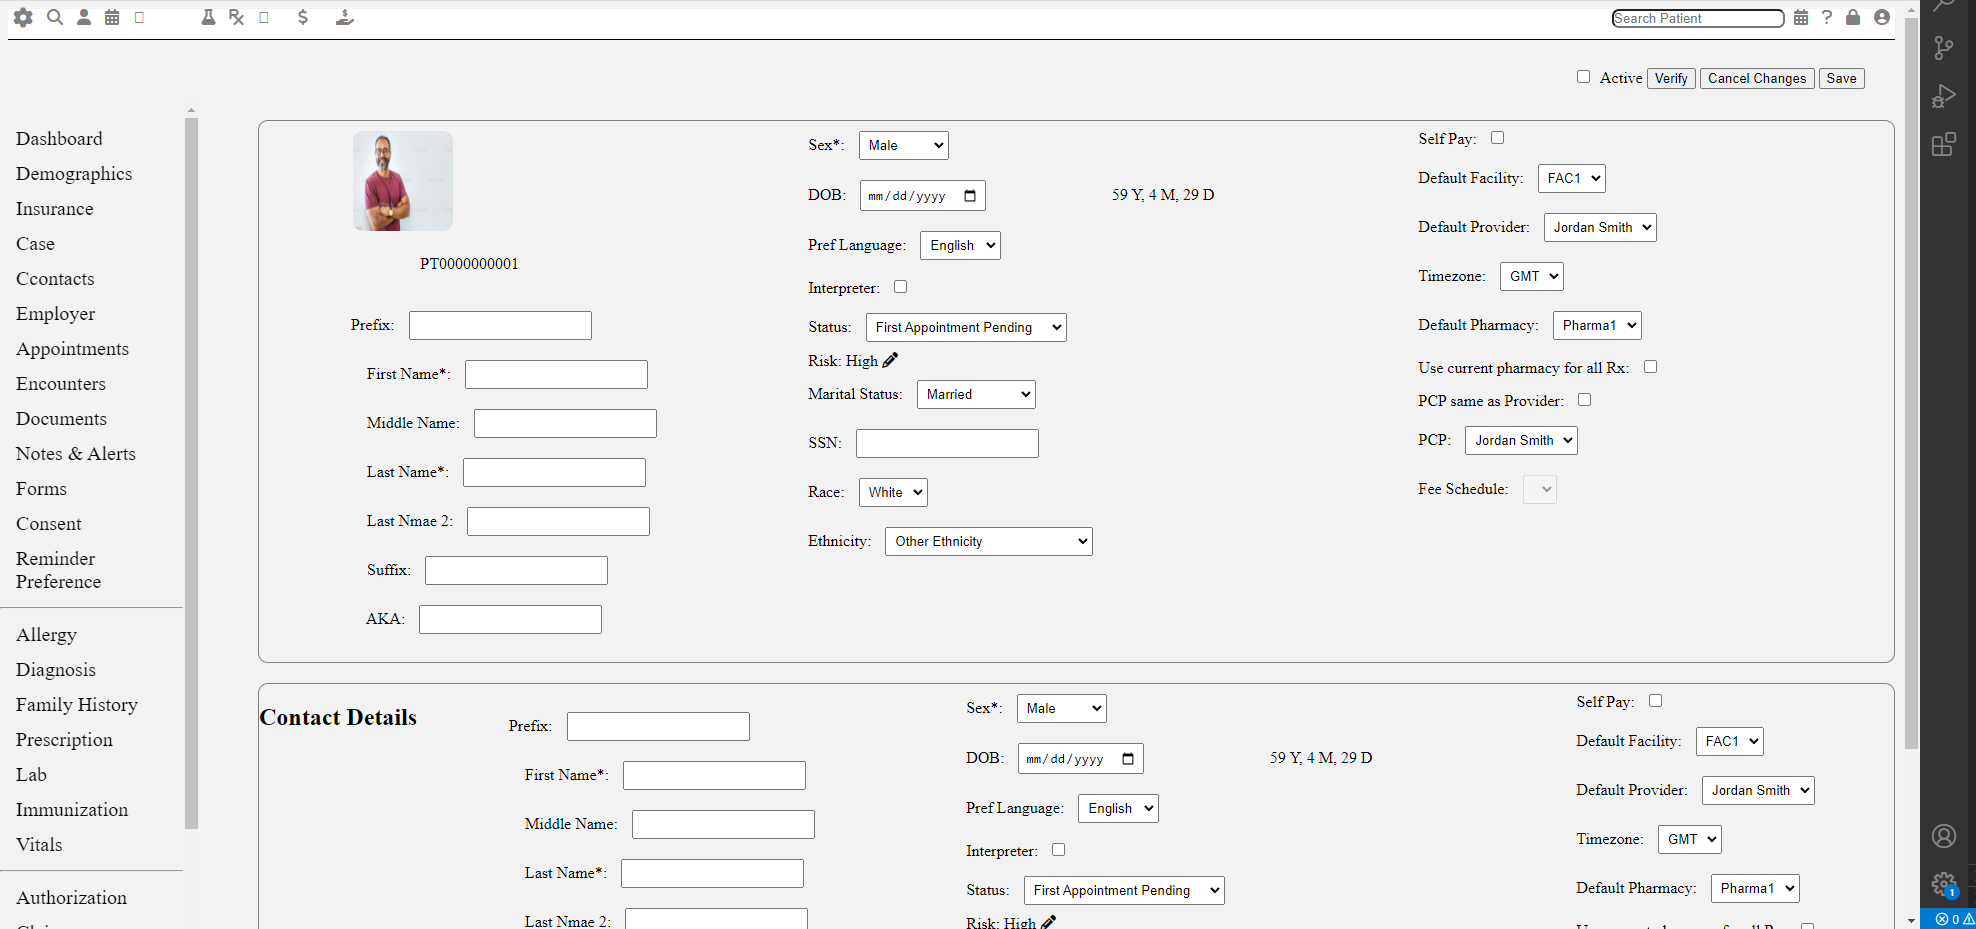 Search Patient
Active Verify Cancel Changes Save
Dashboard
Demographics
Insurance
Case
Ccontacts
Employer
Appointments
Encounters
Documents
Notes & Alerts
Forms
Consent
Reminder
Preference
Allergy
Diagnosis
Family History
Prescription
Lab
Immunization
Vitals
Authorization
PT0000000001
Prefix:
First Name*:
Middle Name:
Last Name*:
Last Nmae 2:
Suffix:
AKA:
Sex*: Male
DOB: mm/dd/yyyy 59 Y, 4 M, 29 D
Pref Language: English
Interpreter:
Status: First Appointment Pending
Risk: High
Marital Status: Married
SSN:
Race: White
Ethnicity: Other Ethnicity
Self Pay:
Default Facility: FAC1
Default Provider: Jordan Smith
Timezone: GMT
Default Pharmacy: Pharma1
Use current pharmacy for all Rx:
PCP same as Provider:
PCP: Jordan Smith
Fee Schedule:
Contact Details
Prefix:
First Name*:
Middle Name:
Last Name*:
Last Nmae 2:
Sex*: Male
DOB: mm/dd/yyyy 59 Y, 4 M, 29 D
Pref Language: English
Interpreter:
Status: First Appointment Pending
Risk: High
Self Pay:
Default Facility: FAC1
Default Provider: Jordan Smith
Timezone: GMT
Default Pharmacy: Pharma1
1
0